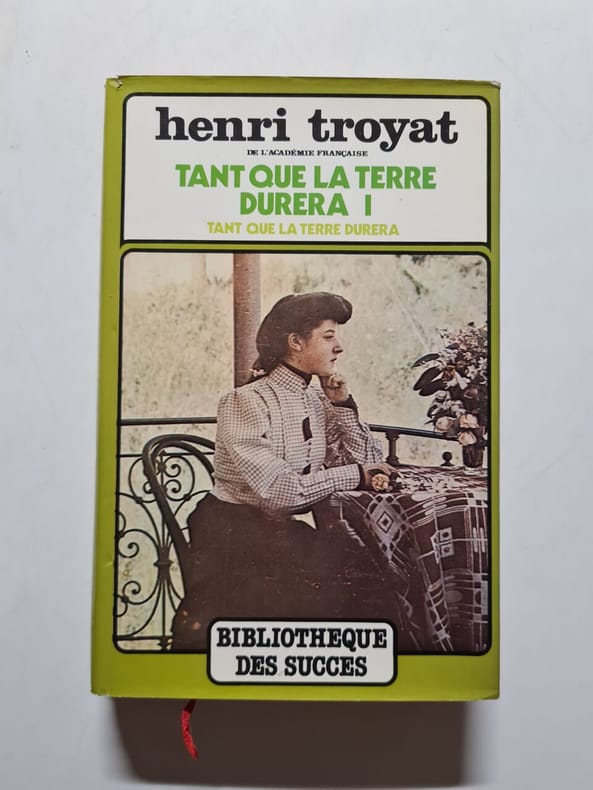 henri troyat
DE L'ACADÉMIE FRANÇAISE
TANT QUE LA TERRE
DURERA I
TANT QUE LA TERRE DURERA
BIBLIOTHEQUE
DES SUCCES